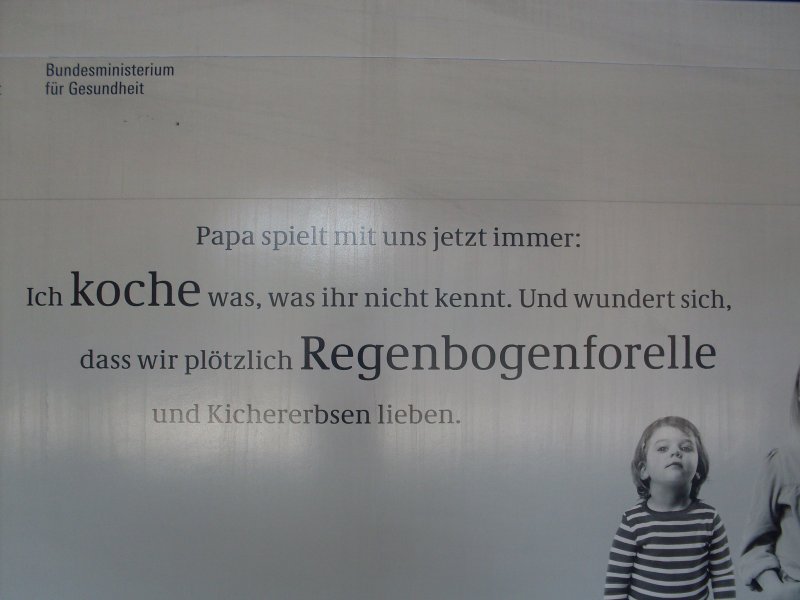 Bundesministerium
für Gesundheit
Papa spielt mit uns jetzt immer:
Ich koche was, was ihr nicht kennt. Und wundert sich,
dass wir plötzlich Regenbogenforelle
und Kichererbsen lieben.